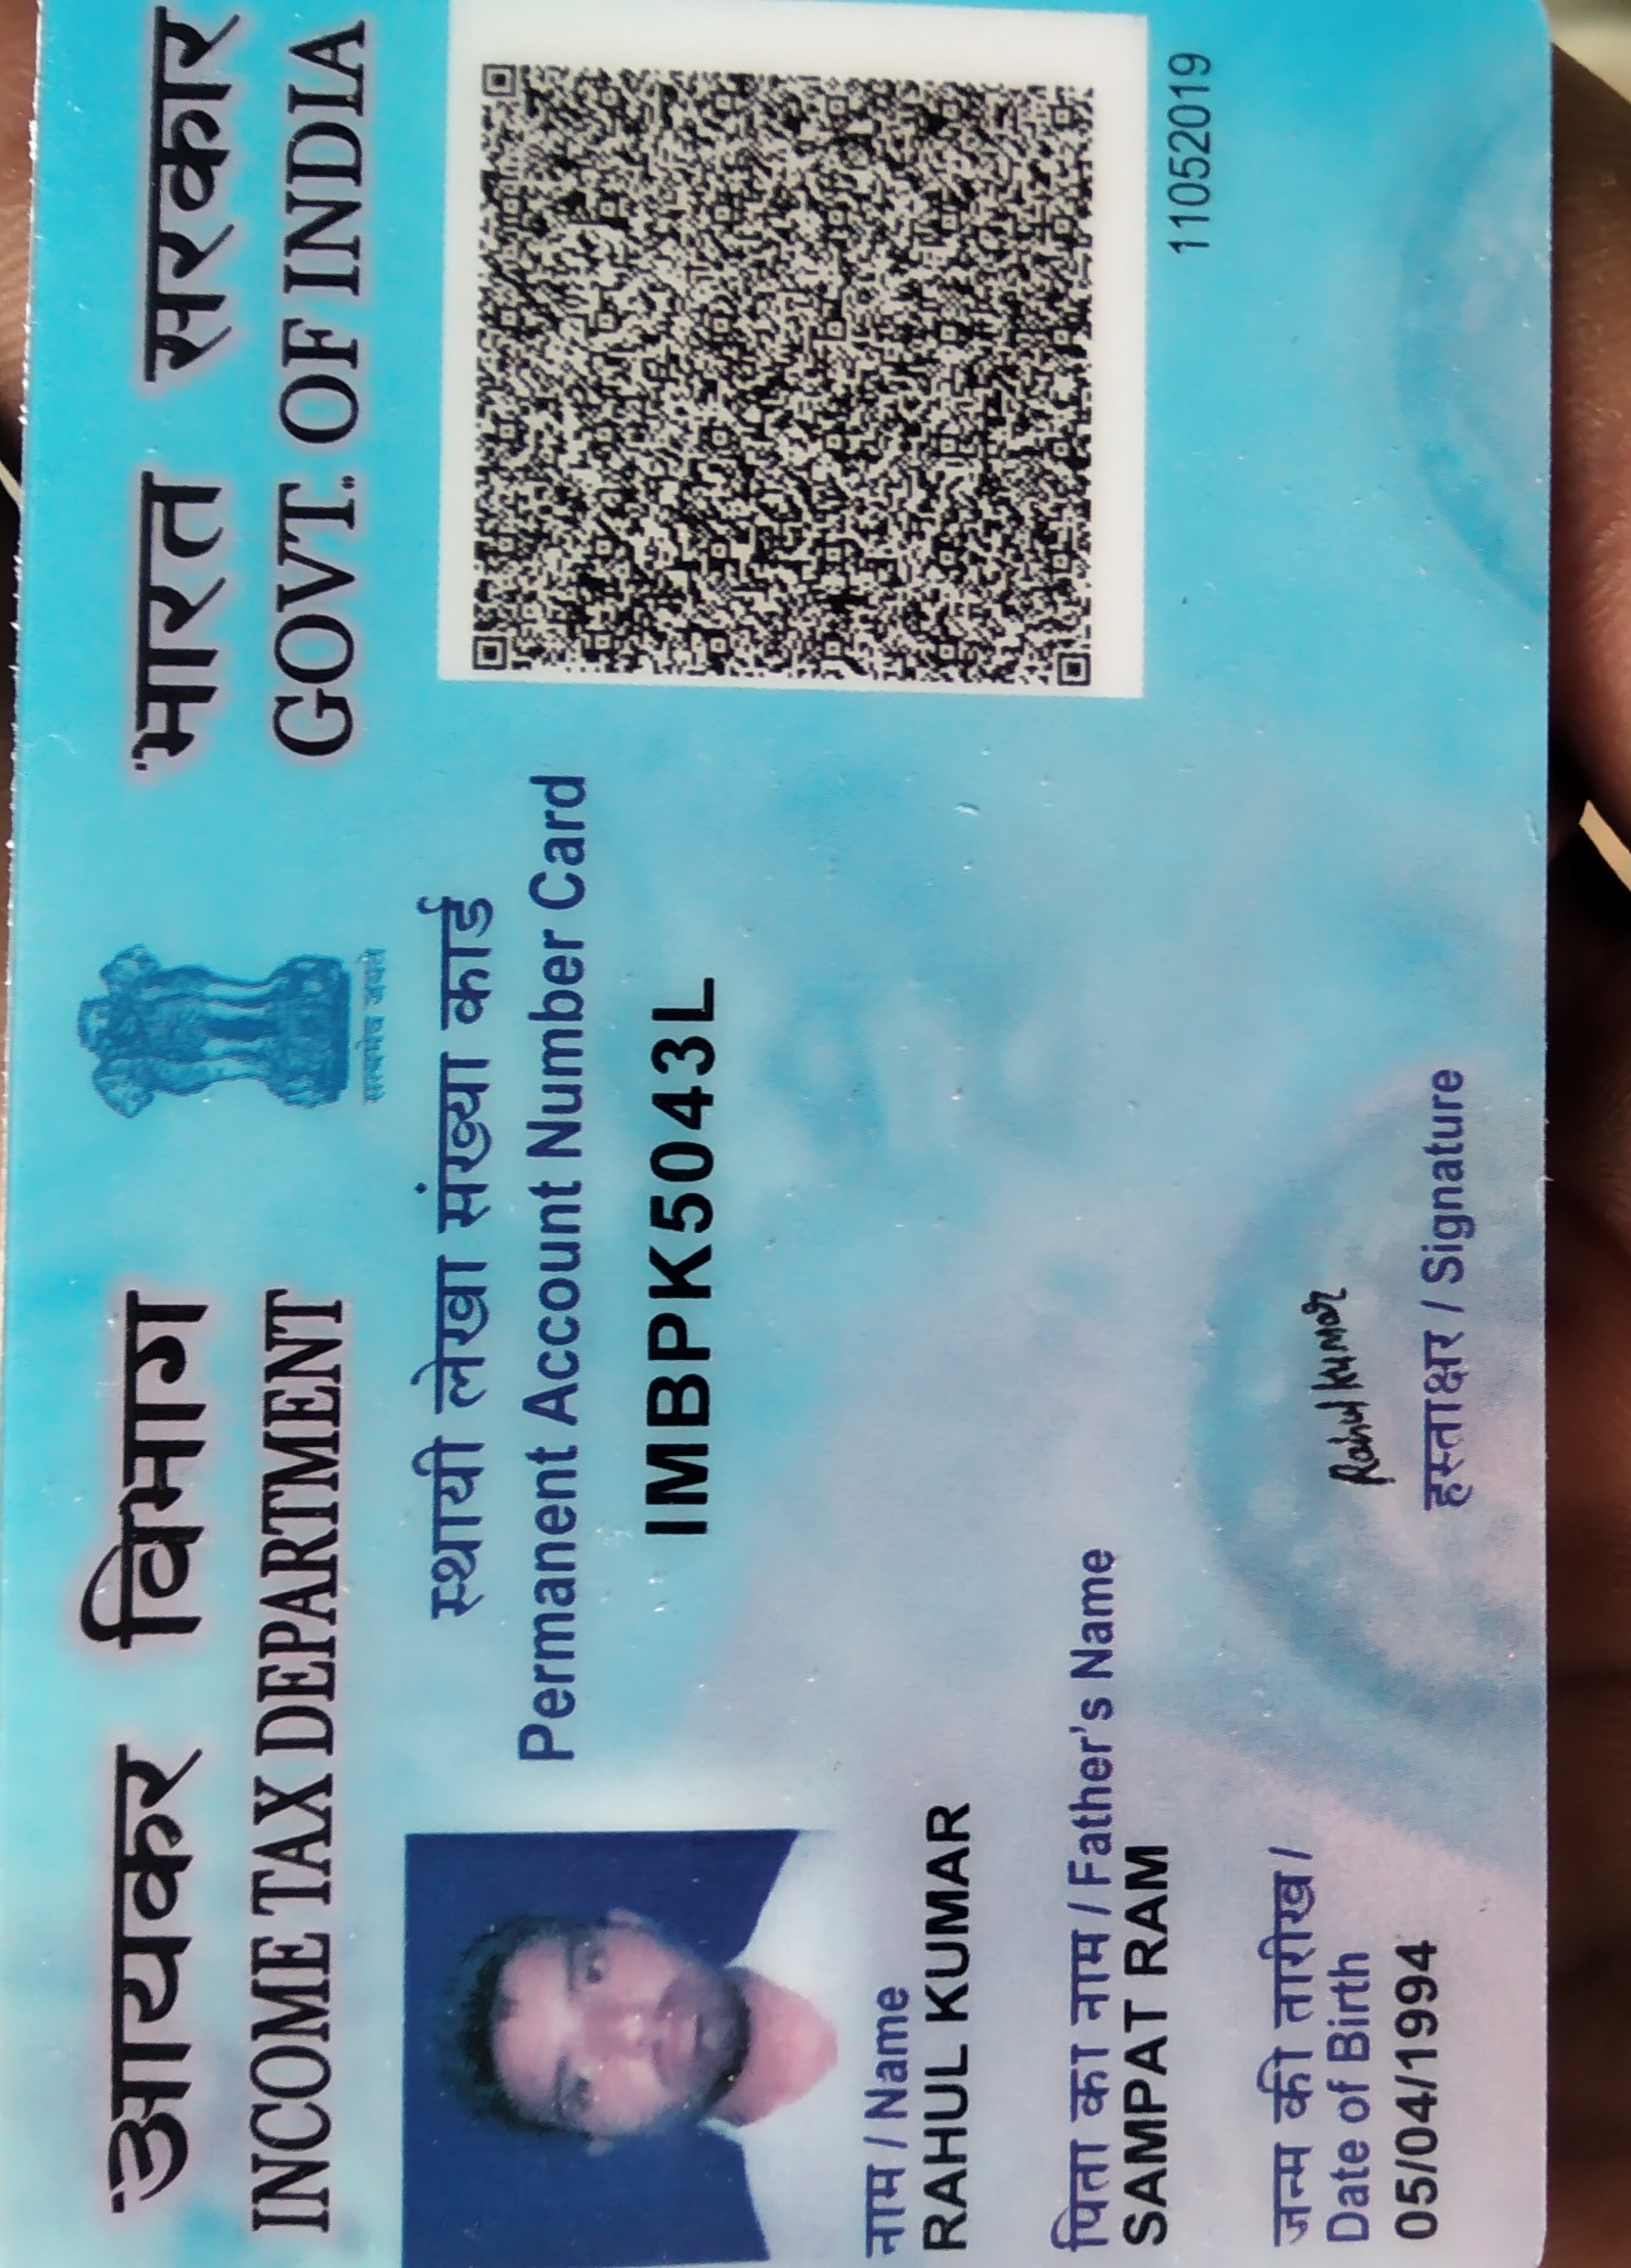 आयकर विभाग
INCOME TAX DEPARTMENT
सत्यमेव जयते
भारत सरकार
GOVT. OF INDIA
स्थायी लेखा संख्या कार्ड
Permanent Account Number Card
IMBPK5043L
नाम / Name
RAHUL KUMAR
पिता का नाम / Father's Name
SAMPAT RAM
जन्म की तारीख /
Date of Birth
05/04/1994
Rahul Kumar
हस्ताक्षर / Signature
11052019